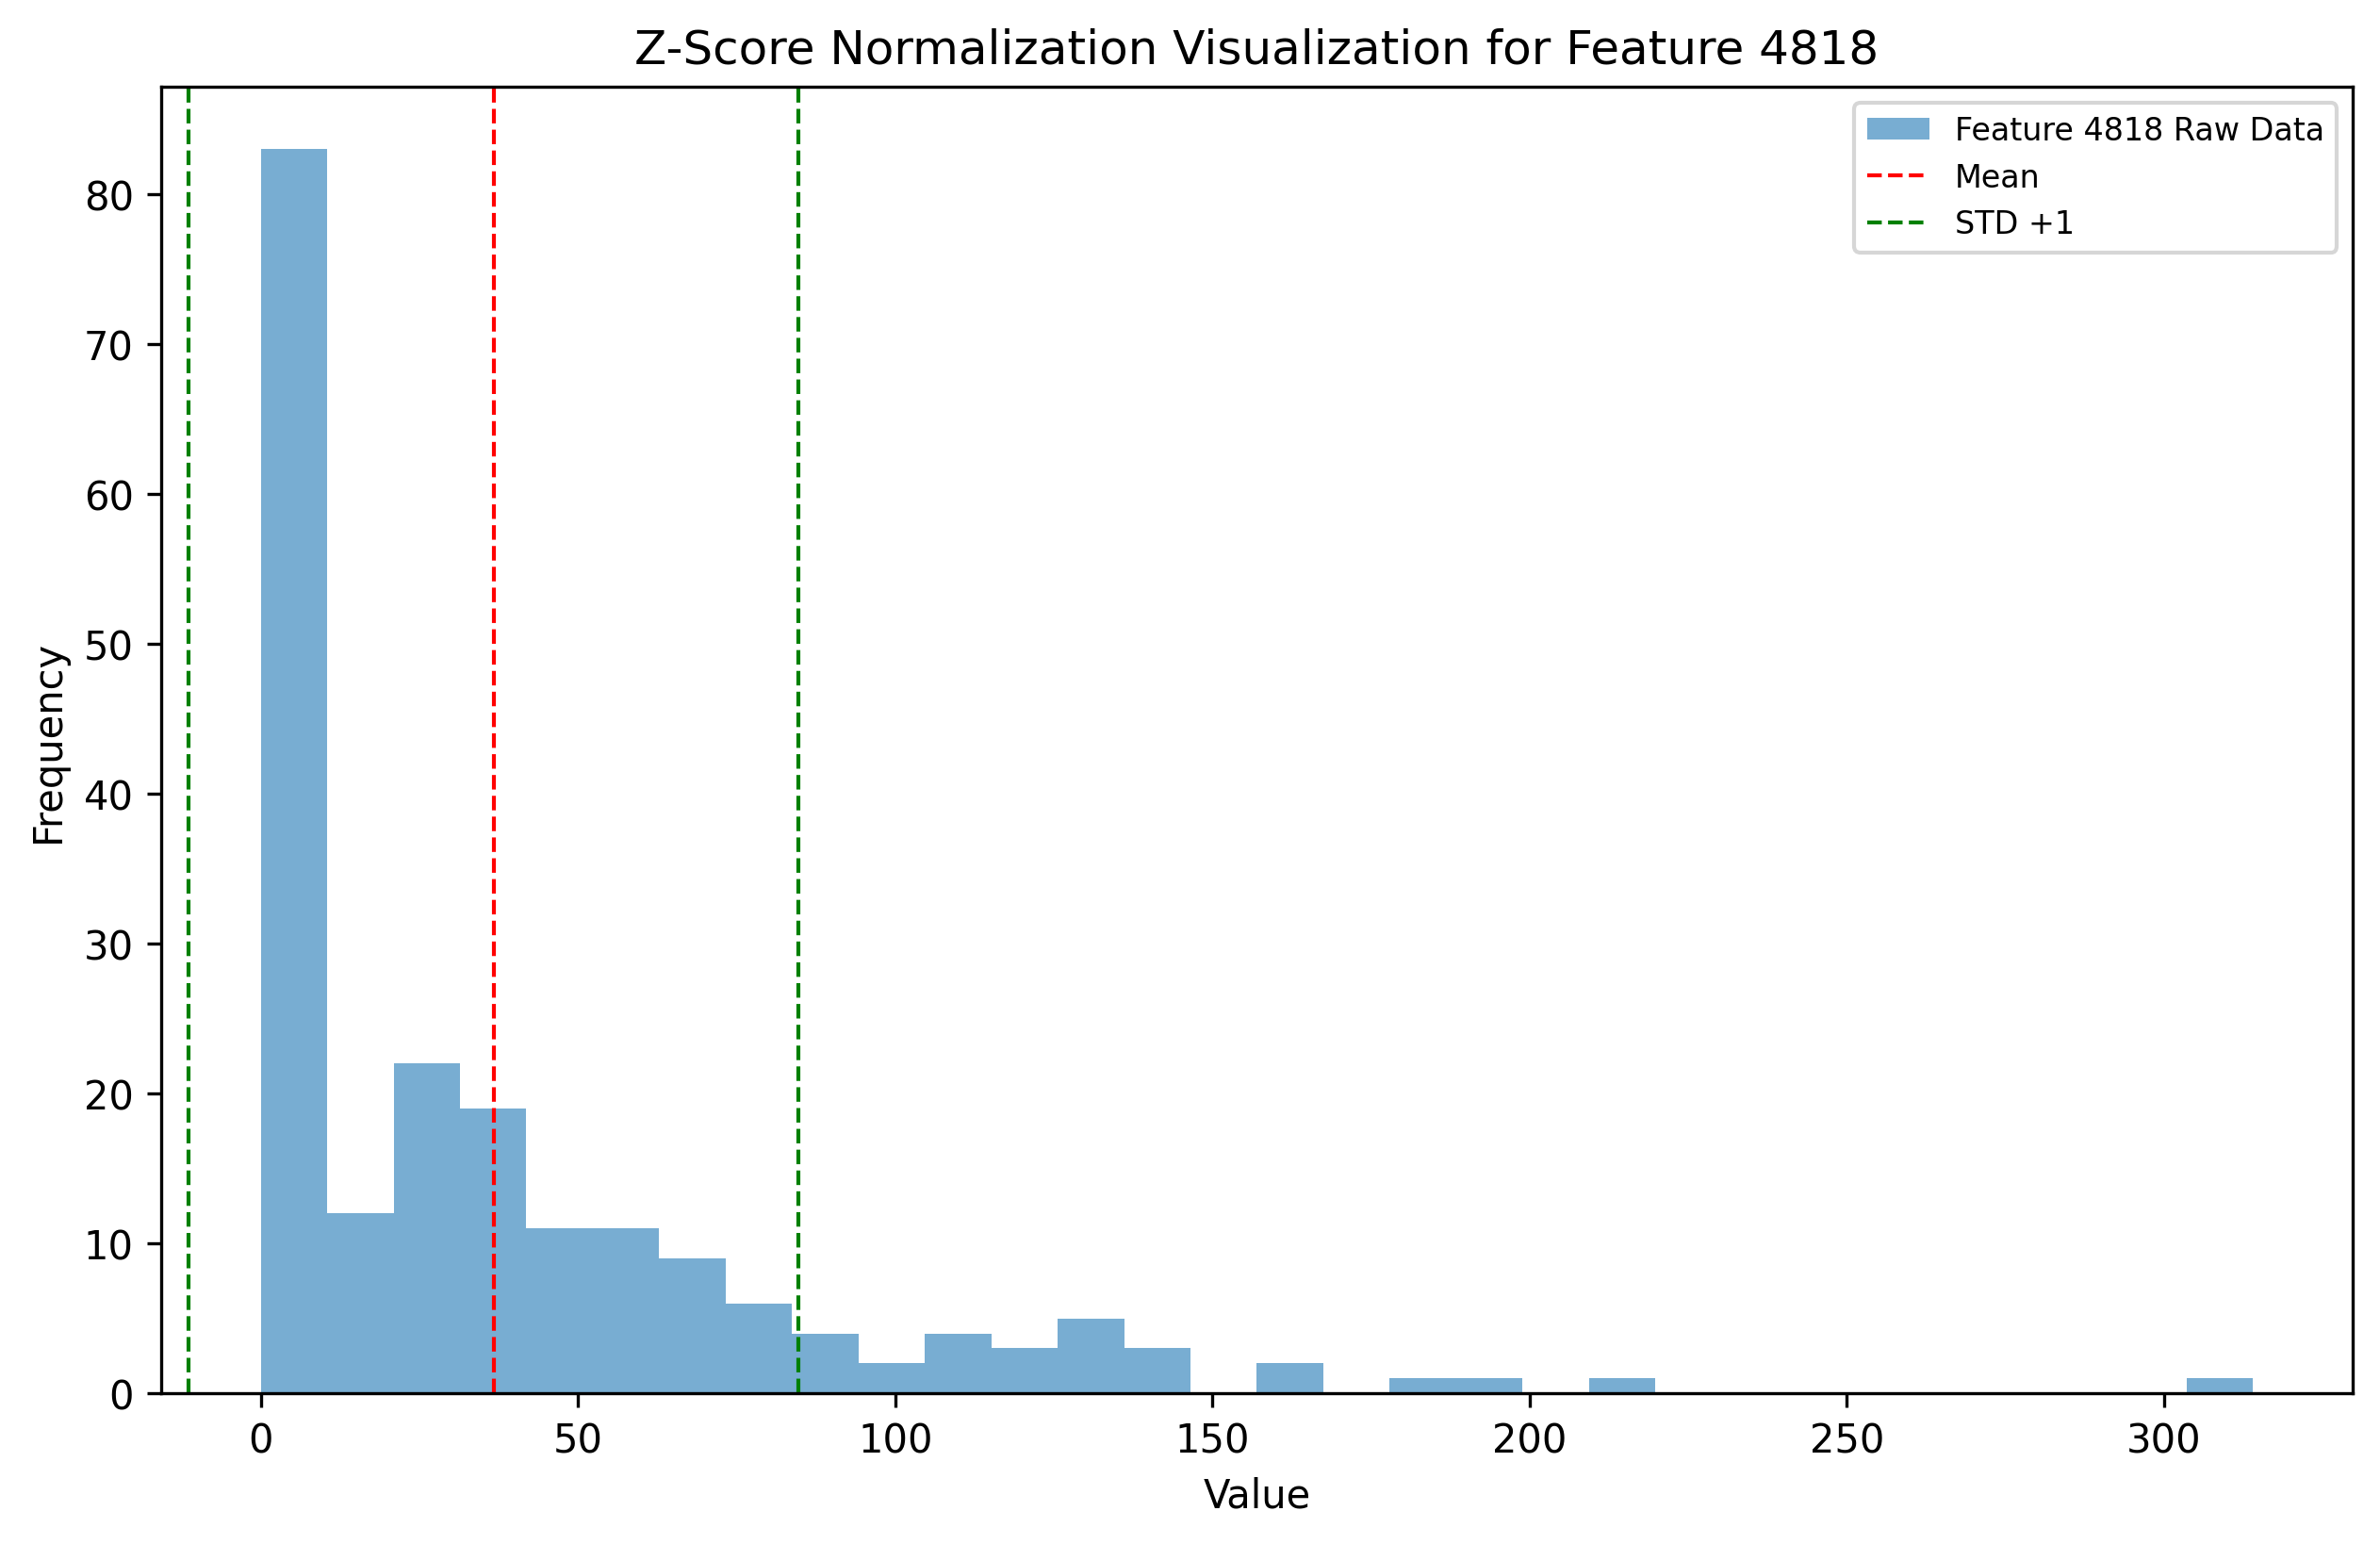 Z-Score Normalization Visualization for Feature 4818
Feature 4818 Raw Data
Mean
STD +1
80
70
60
50
40
30
20
10
0
Frequency
0 50 100 150 200 250 300
Value